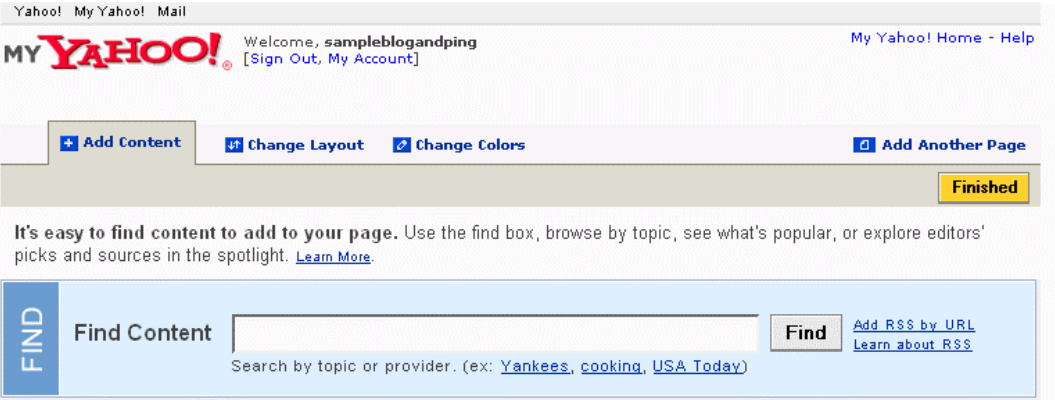 Yahoo! My Yahoo! Mail
MY YAHOO!® Welcome, sampleblogandping
[Sign Out, My Account]
My Yahoo! Home - Help
Add Content Change Layout Change Colors Add Another Page
Finished
It's easy to find content to add to your page. Use the find box, browse by topic, see what's popular, or explore editors'
picks and sources in the spotlight. Learn More.
FIND
Find Content Find Add RSS by URL
Learn about RSS
Search by topic or provider. (ex: Yankees, cooking, USA Today)